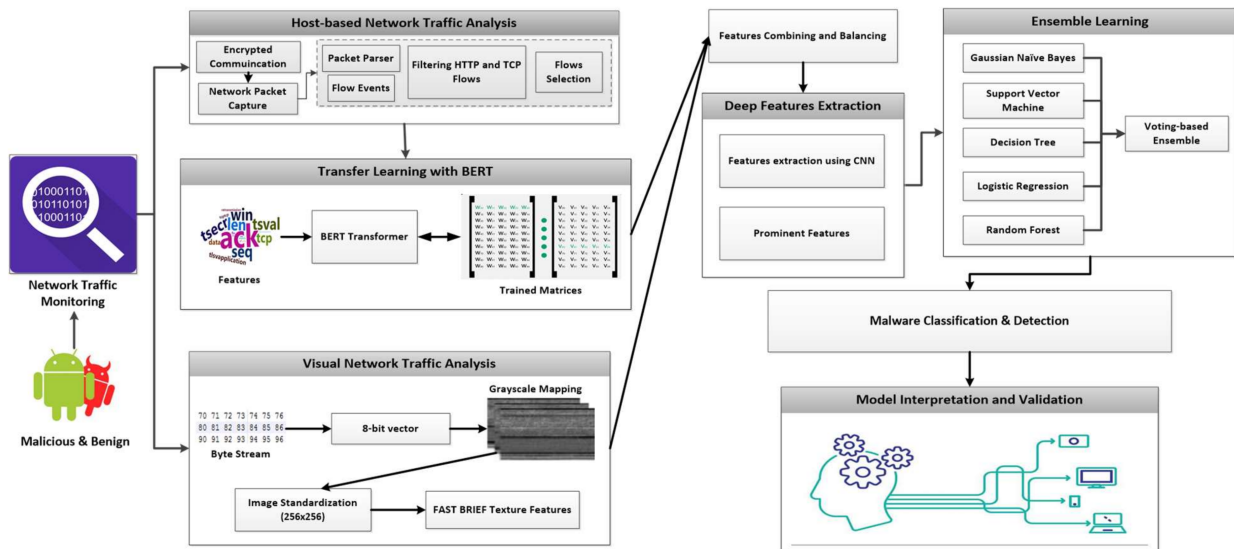 Host-based Network Traffic Analysis
Encrypted
Commuincation
Network Packet
Capture
Packet Parser
Flow Events
Filtering HTTP and TCP
Flows
Flows
Selection
010001101
010110101
1000110
Network Traffic
Monitoring
Malicious & Benign
Transfer Learning with BERT
win
tsecr
len
tsval
data
ack
tcp
seq
tlsvapplication
Features
BERT Transformer
Trained Matrices
Visual Network Traffic Analysis
70 71 72 73 74 75 76
80 81 82 83 84 85 86
90 91 92 93 94 95 96
Byte Stream
8-bit vector
Grayscale Mapping
Image Standardization
(256x256)
FAST BRIEF Texture Features
Features Combining and Balancing
Deep Features Extraction
Features extraction using CNN
Prominent Features
Ensemble Learning
Gaussian Naïve Bayes
Support Vector
Machine
Decision Tree
Logistic Regression
Random Forest
Voting-based
Ensemble
Malware Classification & Detection
Model Interpretation and Validation